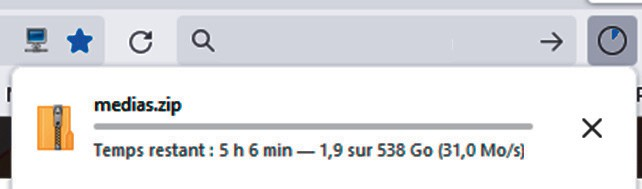 medias.zip
Temps restant : 5 h 6 min — 1,9 sur 538 Go (31,0 Mo/s)